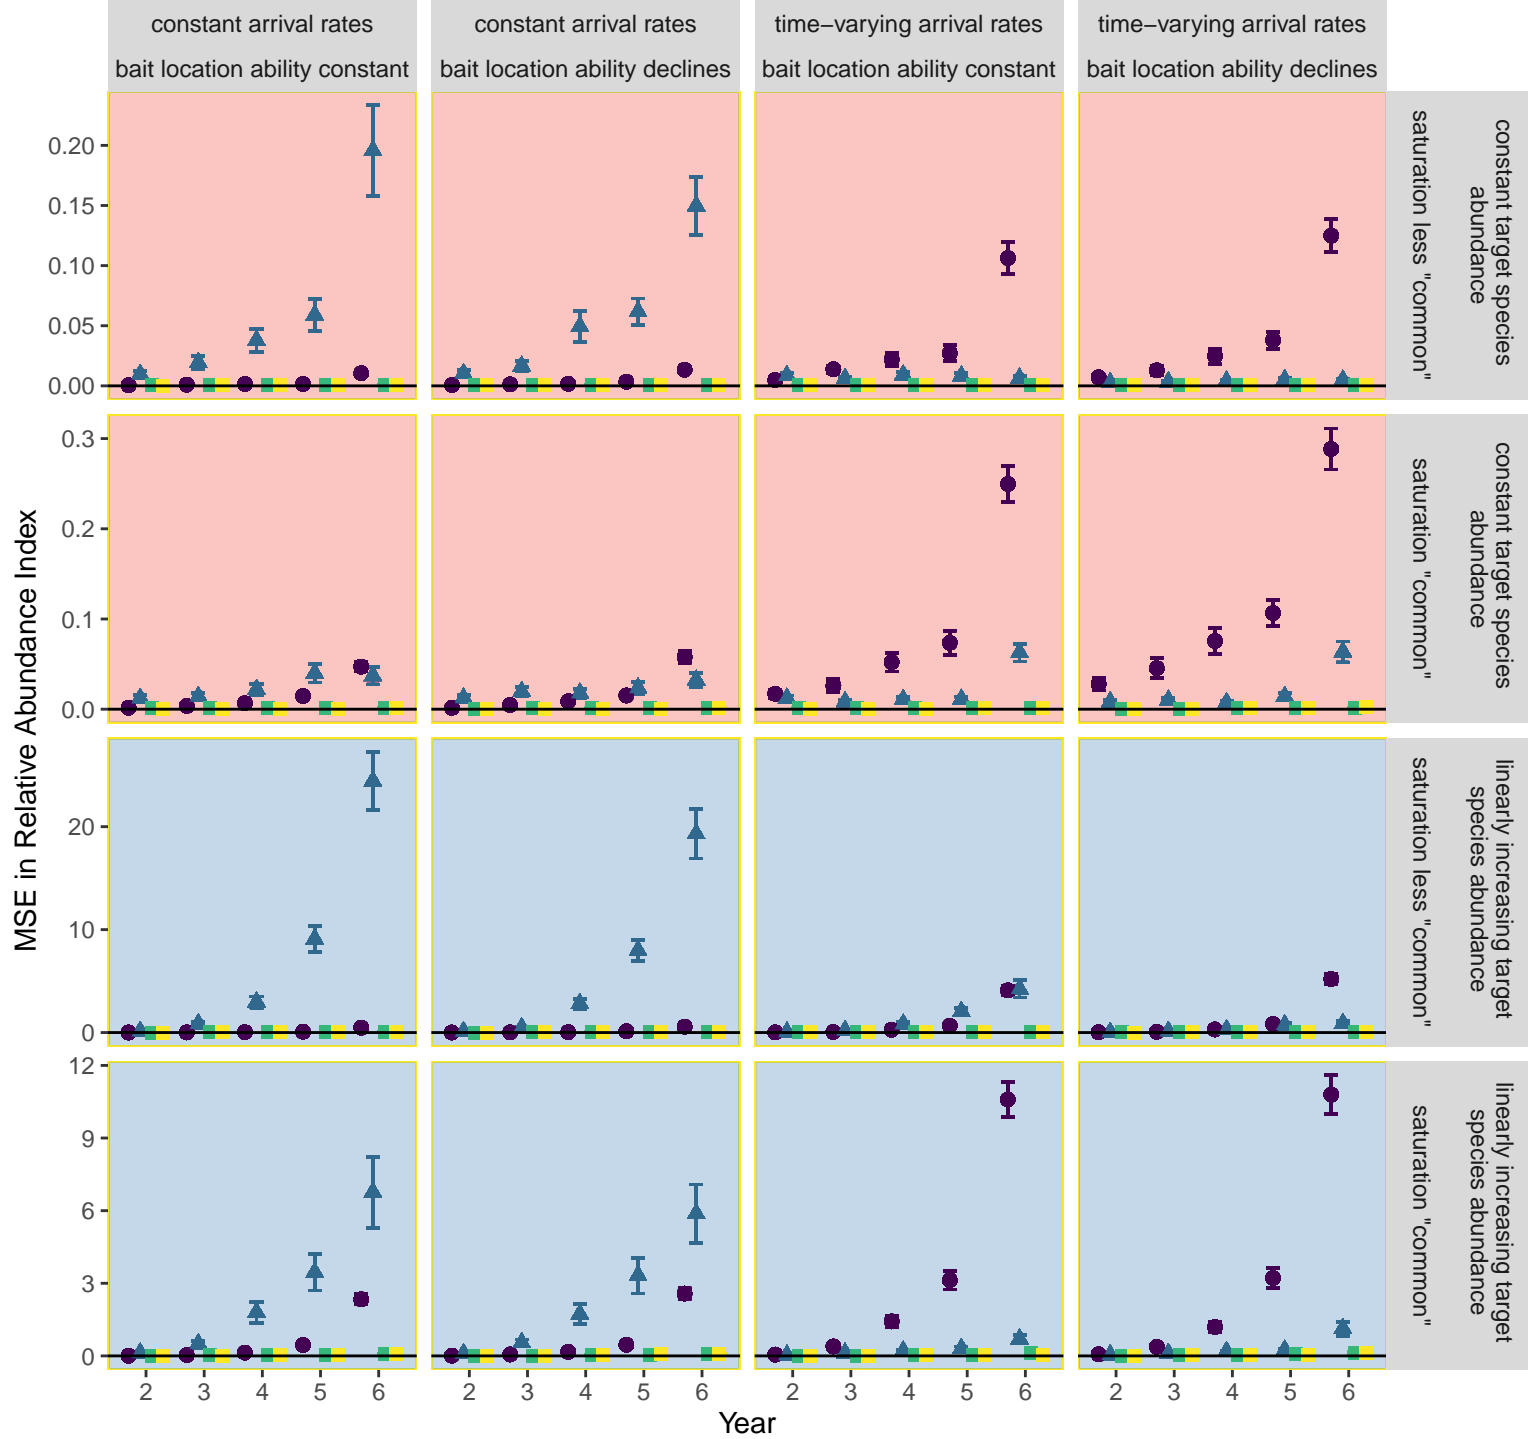 constant arrival rates
bait location ability constant
constant arrival rates
bait location ability declines
time−varying arrival rates
bait location ability constant
time−varying arrival rates
bait location ability declines
MSE in Relative Abundance Index
0.20
0.15
0.10
0.05
0.00
constant target species
abundance
saturation less "common"
0.3
0.2
0.1
0.0
constant target species
abundance
saturation "common"
20
10
0
linearly increasing target
species abundance
saturation less "common"
12
9
6
3
0
linearly increasing target
species abundance
saturation "common"
2 3 4 5 6
2 3 4 5 6
2 3 4 5 6
2 3 4 5 6
Year